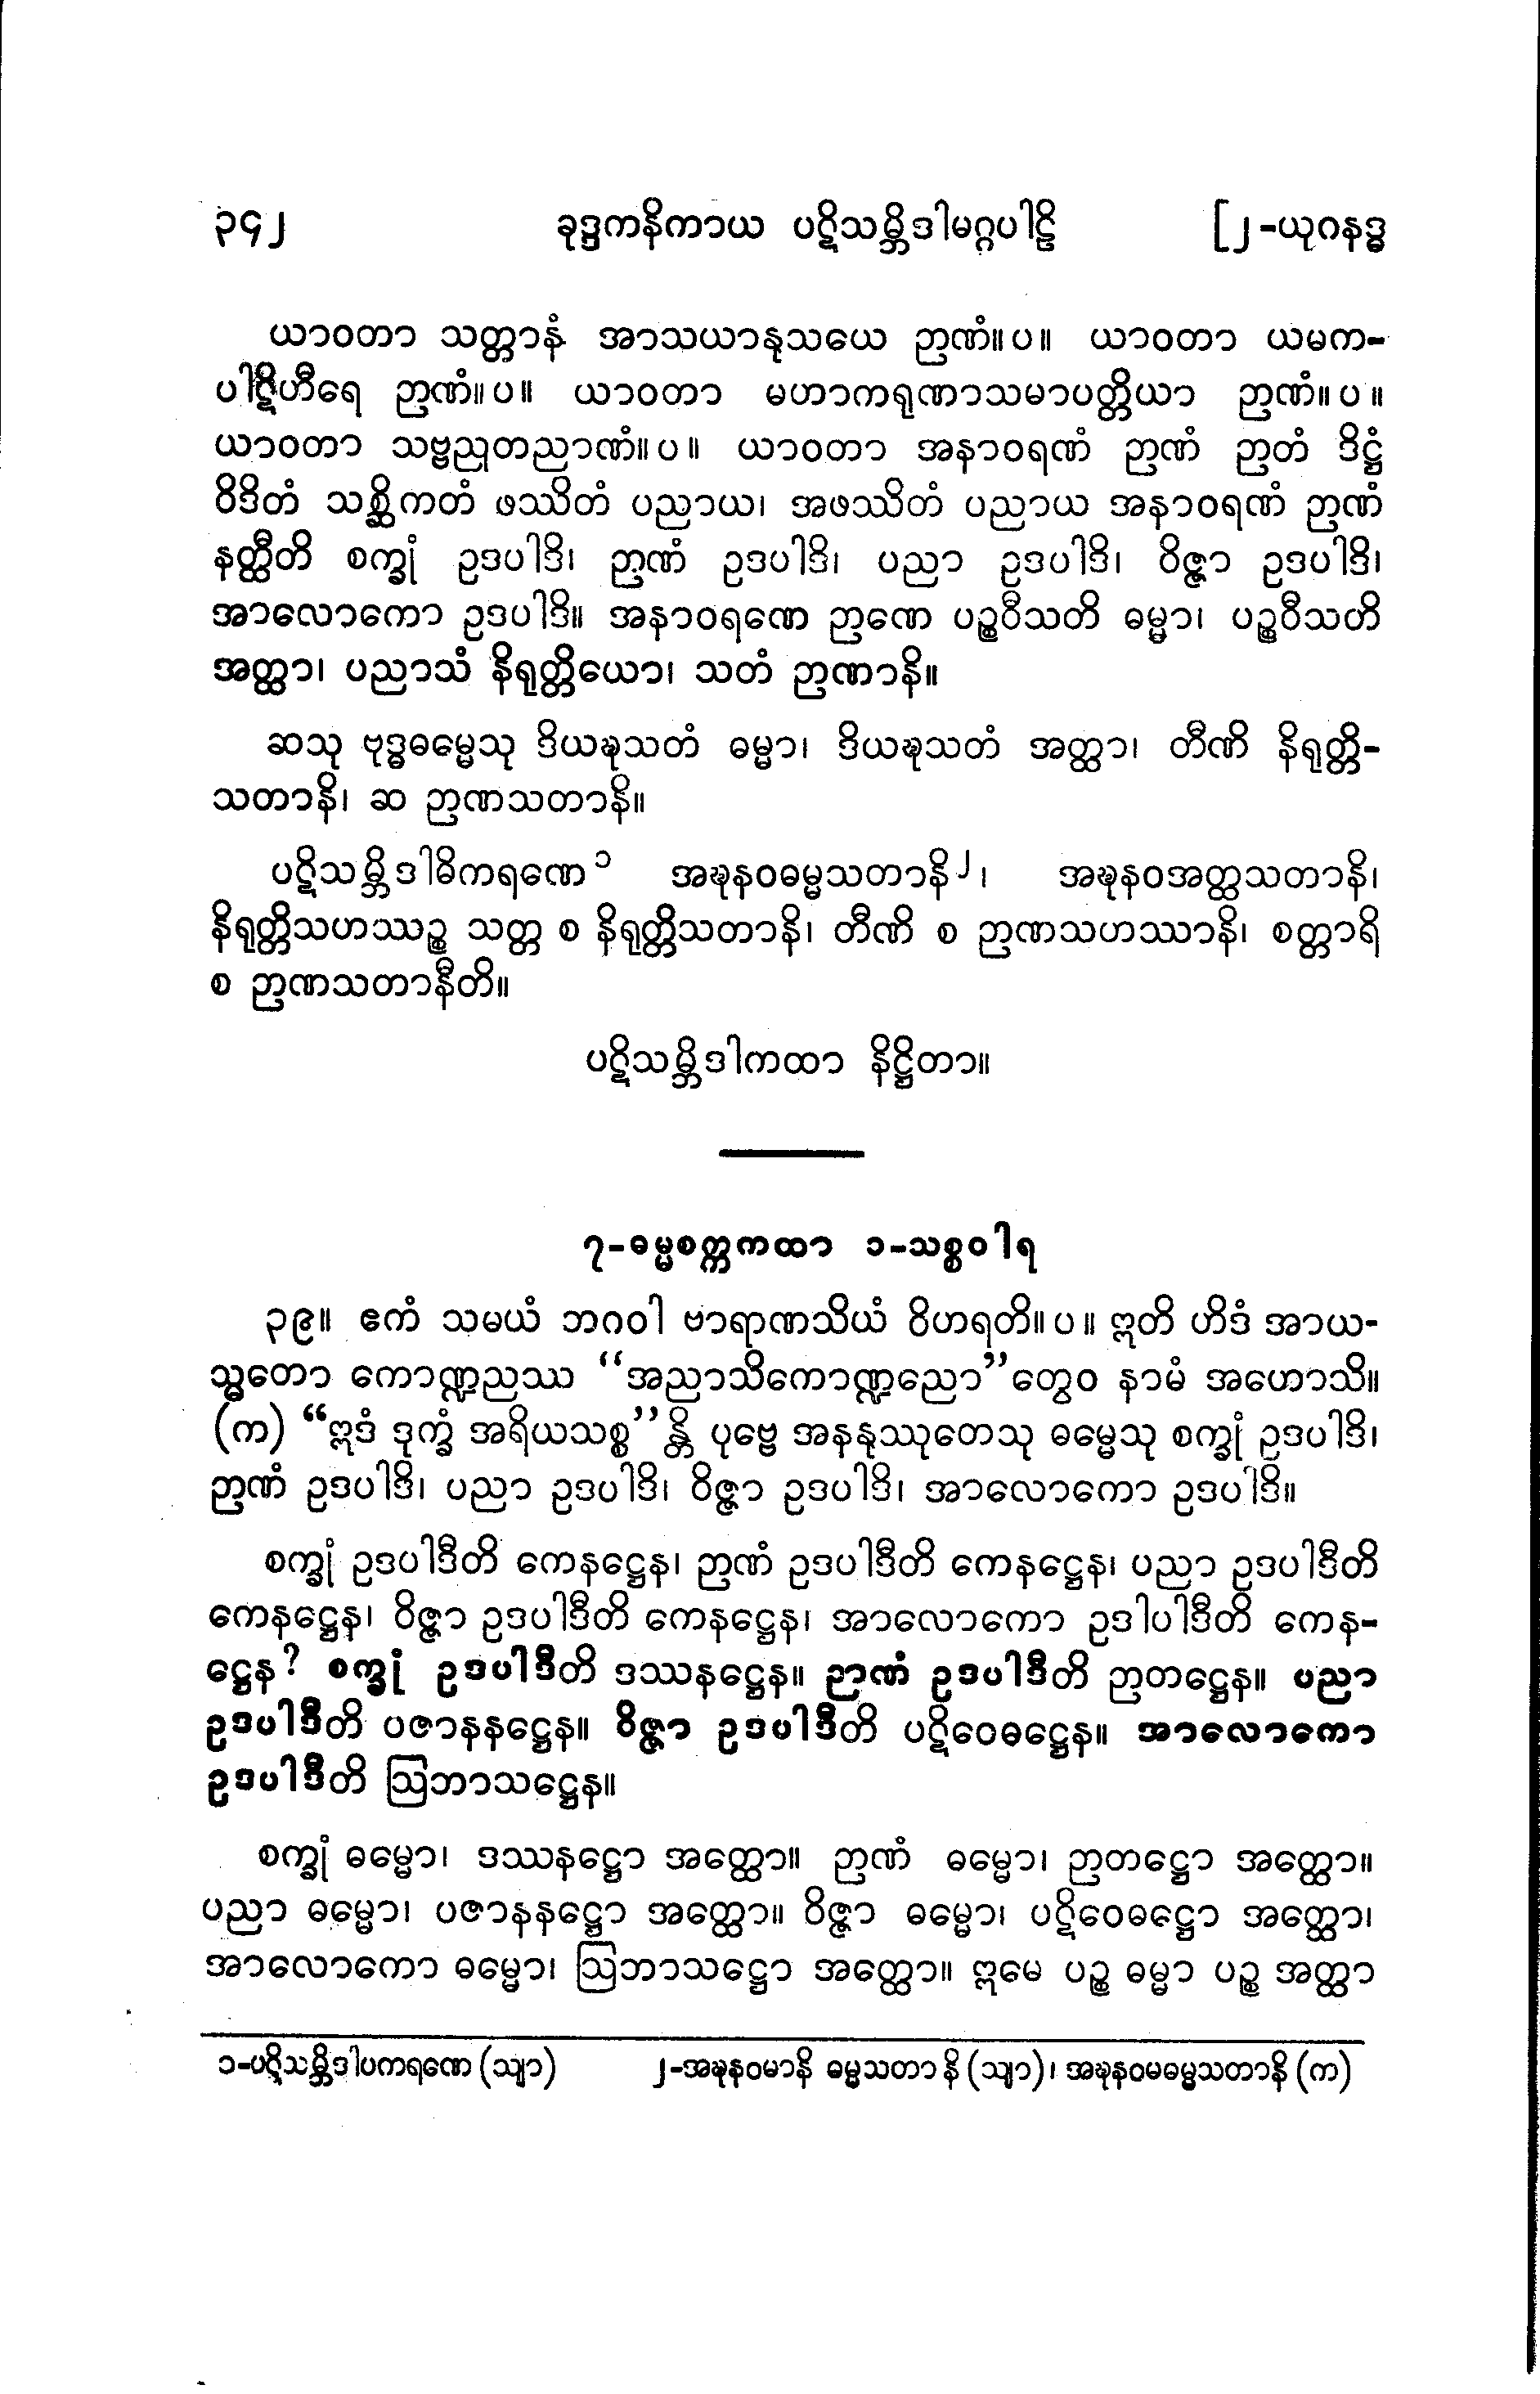 ၃၄၂ ခုဒ္ဒကနိကာယ ပဋိသမ္ဘိဒါမဂ္ဂပါဠိ [၂-ယုဂနဒ္ဓ
ယာဝတာ သတ္တာနံ အာသယာနုသယေ ဉာဏံ။ပ။ ယာဝတာ ယမက-
ပါဋိဟီရေ ဉာဏံ။ပ။ ယာဝတာ မဟာကရုဏာသမာပတ္တိယာ ဉာဏံ။ပ။
ယာဝတာ သဗ္ဗညုတညာဏံ။ပ။ ယာဝတာ အနာဝရဏံ ဉာဏံ ဉာတံ ဒိဋ္ဌံ
ဝိဒိတံ သစ္ဆိကတံ ဖဿိတံ ပညာယ၊ အဖဿိတံ ပညာယ အနာဝရဏံ ဉာဏံ
နတ္ထီတိ စက္ခုံ ဥဒပါဒိ၊ ဉာဏံ ဥဒပါဒိ၊ ပညာ ဥဒပါဒိ၊ ဝိဇ္ဇာ ဥဒပါဒိ၊
အာလောကော ဥဒပါဒိ။ အနာဝရဏေ ဉာဏေ ပဉ္စဝီသတိ ဓမ္မာ၊ ပဉ္စဝီသတိ
အတ္ထာ၊ ပညာသံ နိရုတ္တိယော၊ သတံ ဉာဏာနိ။
ဆသု ဗုဒ္ဓဓမ္မေသု ဒိယဍ္ဎသတံ ဓမ္မာ၊ ဒိယဍ္ဎသတံ အတ္ထာ၊ တီဏိ နိရုတ္တိ-
သတာနိ၊ ဆ ဉာဏသတာနိ။
ပဋိသမ္ဘိဒါဓိကရဏေ၁ အဍ္ဎနဝဓမ္မသတာနိ၂၊ အဍ္ဎနဝအတ္ထသတာနိ၊
နိရုတ္တိသဟဿဉ္စ သတ္တ စ နိရုတ္တိသတာနိ၊ တီဏိ စ ဉာဏသဟဿာနိ၊ စတ္တာရိ
စ ဉာဏသတာနီတိ။
ပဋိသမ္ဘိဒါကထာ နိဋ္ဌိတာ။
၇-ဓမ္မစက္ကကထာ ၁-သစ္စဝါရ
၃၉။ ဧကံ သမယံ ဘဂဝါ ဗာရာဏသိယံ ဝိဟရတိ။ပ။ ဣတိ ဟိဒံ အာယ-
သ္မတော ကောဏ္ဍညဿ “အညာသိကောဏ္ဍညော”တွေဝ နာမံ အဟောသိ။
(က) “ဣဒံ ဒုက္ခံ အရိယသစ္စ”န္တိ ပုဗ္ဗေ အနနုဿုတေသု ဓမ္မေသု စက္ခုံ ဥဒပါဒိ၊
ဉာဏံ ဥဒပါဒိ၊ ပညာ ဥဒပါဒိ၊ ဝိဇ္ဇာ ဥဒပါဒိ၊ အာလောကော ဥဒပါဒိ။
စက္ခုံ ဥဒပါဒီတိ ကေနဋ္ဌေန၊ ဉာဏံ ဥဒပါဒီတိ ကေနဋ္ဌေန၊ ပညာ ဥဒပါဒီတိ
ကေနဋ္ဌေန၊ ဝိဇ္ဇာ ဥဒပါဒီတိ ကေနဋ္ဌေန၊ အာလောကော ဥဒါပါဒီတိ ကေန-
ဋ္ဌေန? စက္ခုံ ဥဒပါဒီတိ ဒဿနဋ္ဌေန။ ဉာဏံ ဥဒပါဒီတိ ဉာတဋ္ဌေန။ ပညာ
ဥဒပါဒီတိ ပဇာနနဋ္ဌေန။ ဝိဇ္ဇာ ဥဒပါဒီတိ ပဋိဝေဓဋ္ဌေန။ အာလောကော
ဥဒပါဒီတိ ဩဘာသဋ္ဌေန။
စက္ခုံ ဓမ္မော၊ ဒဿနဋ္ဌော အတ္ထော။ ဉာဏံ ဓမ္မော၊ ဉာတဋ္ဌော အတ္ထော။
ပညာ ဓမ္မော၊ ပဇာနနဋ္ဌော အတ္ထော။ ဝိဇ္ဇာ ဓမ္မော၊ ပဋိဝေဓဋ္ဌော အတ္ထော၊
အာလောကော ဓမ္မော၊ ဩဘာသဋ္ဌော အတ္ထော။ ဣမေ ပဉ္စ ဓမ္မာ ပဉ္စ အတ္ထာ
၁-ပဋိသမ္ဘိဒါပကရဏေ (သျာ) ၂-အဍ္ဎနဝမာနိ ဓမ္မသတာနိ (သျာ)၊ အဍ္ဎနဝမဓမ္မသတာနိ (က)